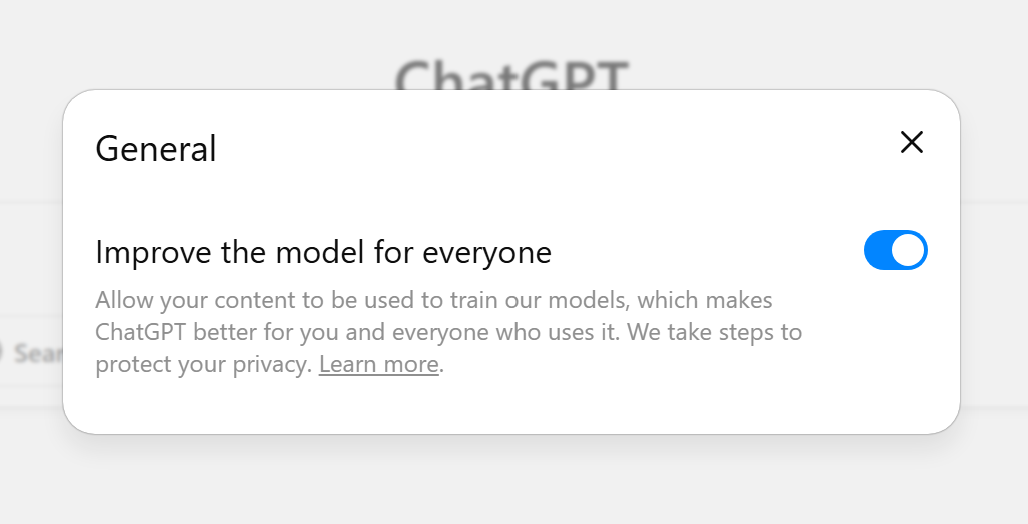 ChatGPT
General
Improve the model for everyone
Allow your content to be used to train our models, which makes
ChatGPT better for you and everyone who uses it. We take steps to
protect your privacy. Learn more.
Sear